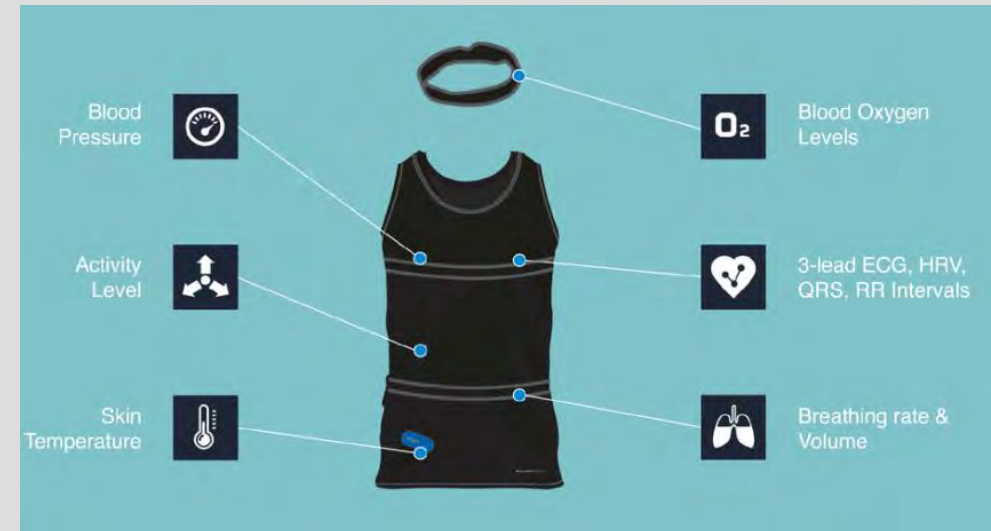 Blood
Pressure
O2
Blood Oxygen
Levels
Activity
Level
3-lead ECG, HRV,
QRS, RR Intervals
Skin
Temperature
Breathing rate &
Volume